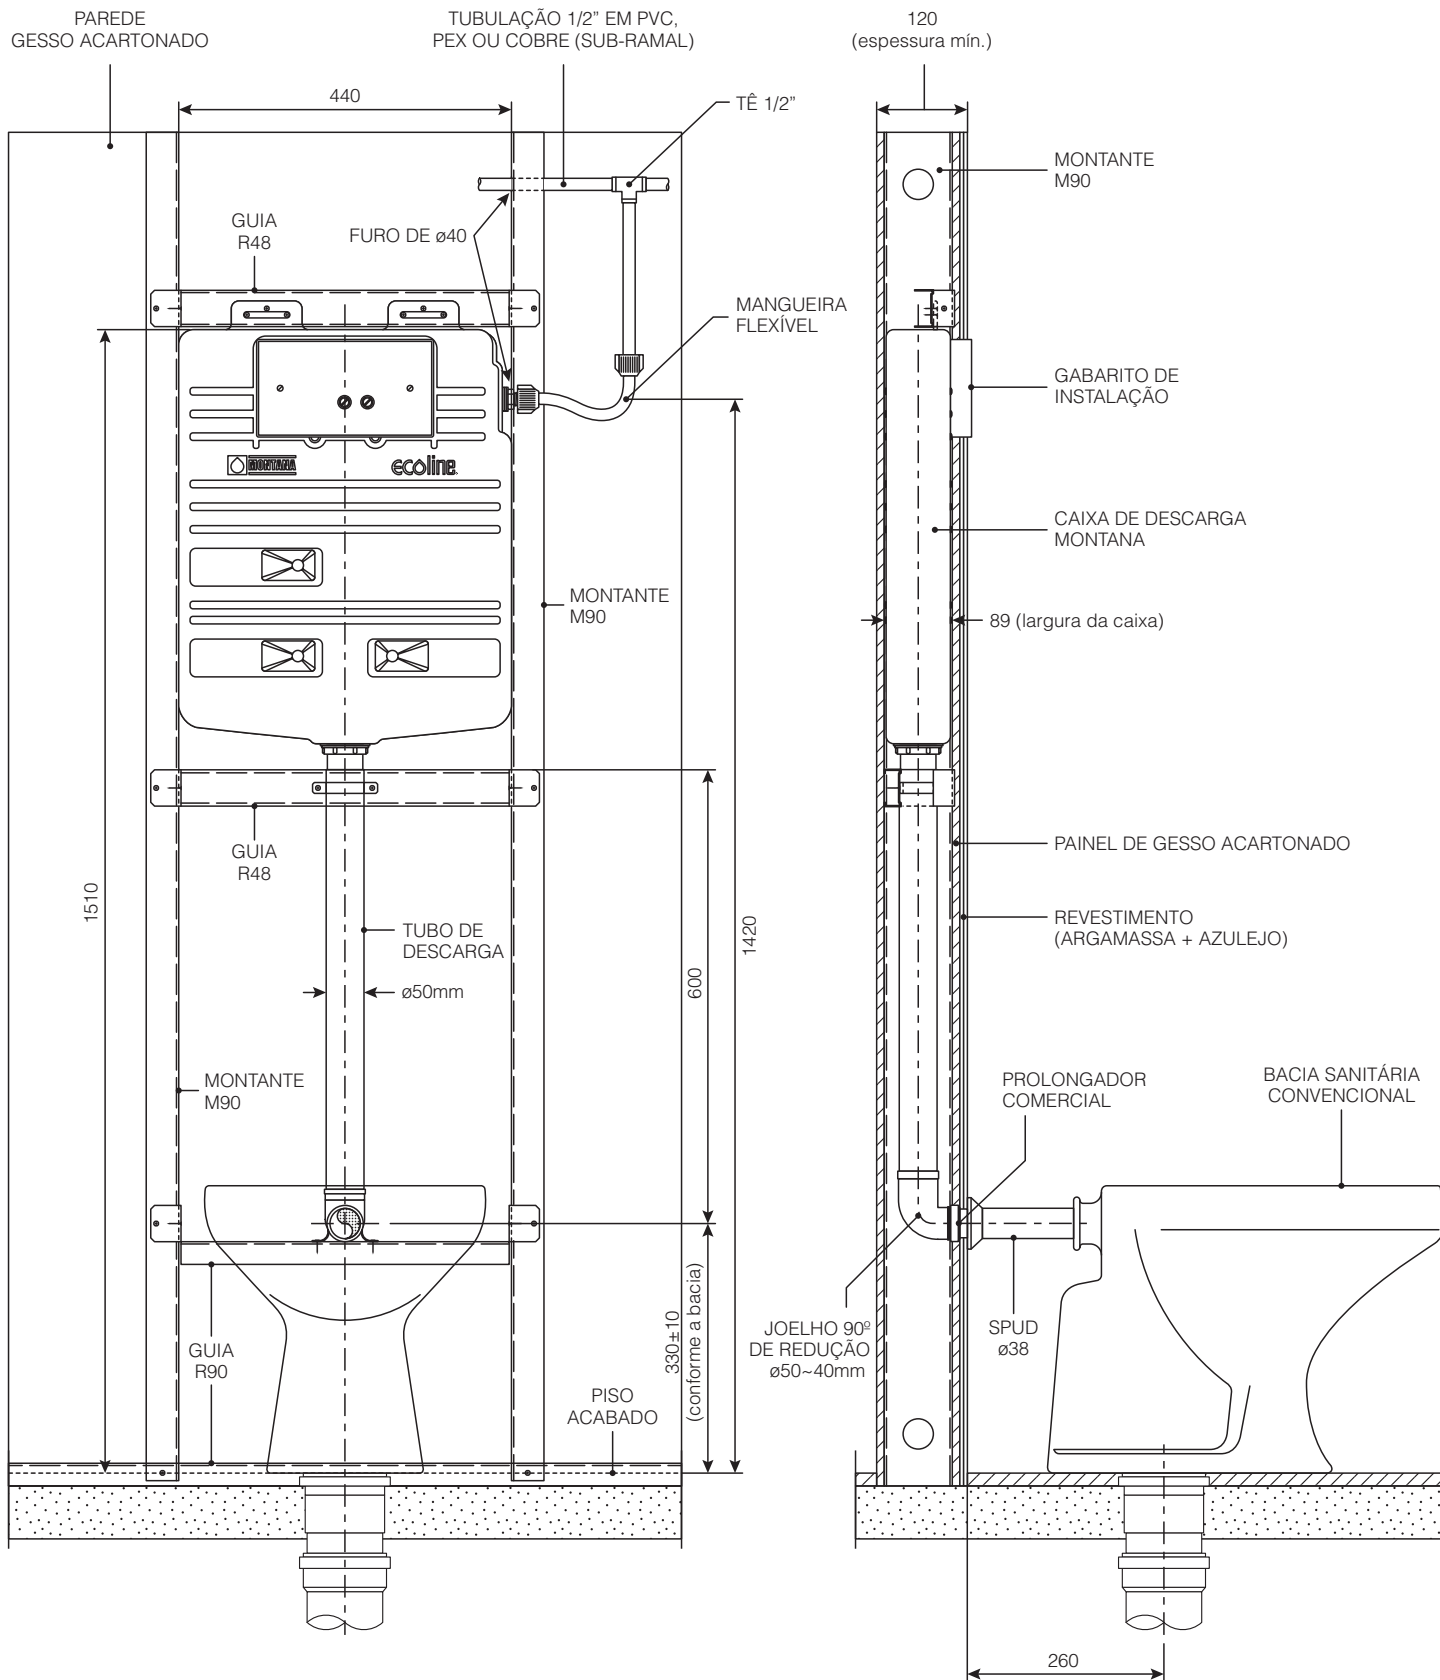 PAREDE
GESSO ACARTONADO
TUBULAÇÃO 1/2” EM PVC,
PEX OU COBRE (SUB-RAMAL)
120
(espessura mín.)
440
TÊ 1/2”
MONTANTE
M90
GUIA
R48
FURO DE ø40
MANGUEIRA
FLEXÍVEL
GABARITO DE
INSTALAÇÃO
MONTANA
ecoline
CAIXA DE DESCARGA
MONTANA
MONTANTE
M90
89 (largura da caixa)
GUIA
R48
PAINEL DE GESSO ACARTONADO
1510
TUBO DE
DESCARGA
1420
REVESTIMENTO
(ARGAMASSA + AZULEJO)
ø50mm
600
MONTANTE
M90
PROLONGADOR
COMERCIAL
BACIA SANITÁRIA
CONVENCIONAL
330±10
(conforme a bacia)
GUIA
R90
JOELHO 90º
DE REDUÇÃO
ø50~40mm
SPUD
ø38
PISO
ACABADO
260